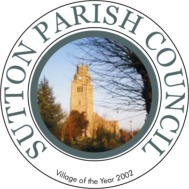 SUTTON PARISH COUNCIL
Village of the Year 2002